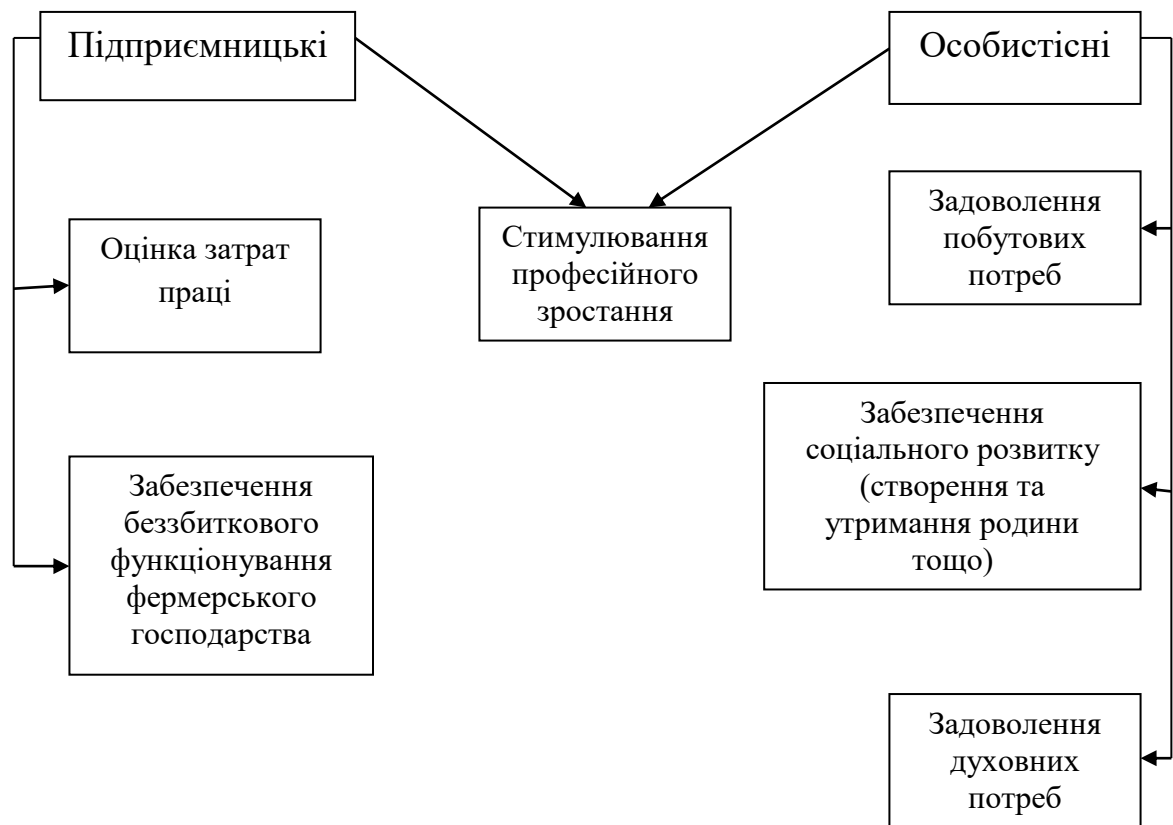 Підприємницькі
Особистісні
Стимулювання
професійного
зростання
Оцінка затрат
праці
Забезпечення
беззбиткового
функціонування
фермерського
господарства
Задоволення
побутових
потреб
Забезпечення
соціального розвитку
(створення та
утримання родини
тощо)
Задоволення
духовних
потреб